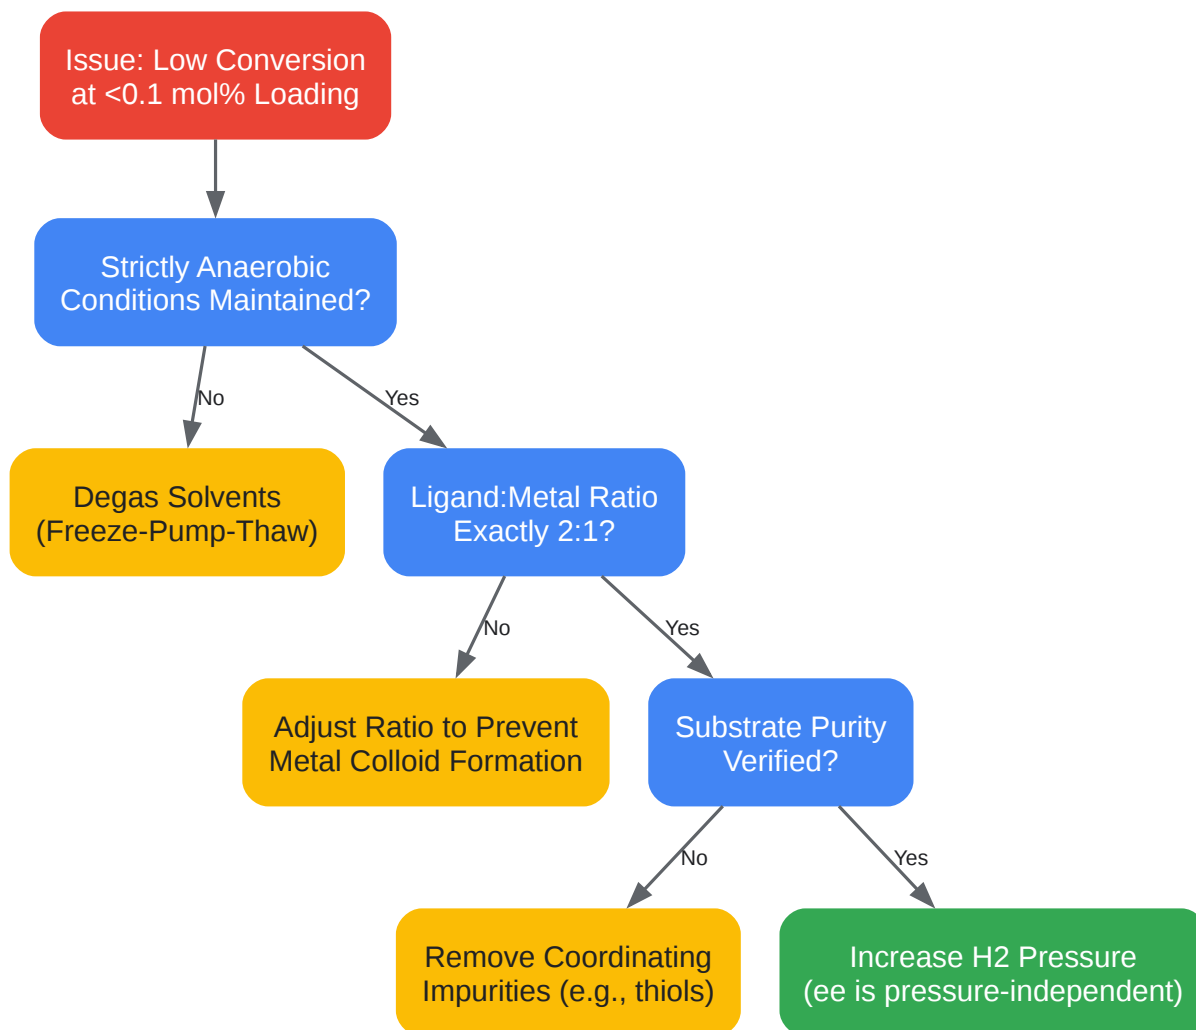 Issue: Low Conversion
at <0.1 mol% Loading
Strictly Anaerobic
Conditions Maintained?
No
Yes
Degas Solvents
(Freeze-Pump-Thaw)
Ligand:Metal Ratio
Exactly 2:1?
No
Yes
Adjust Ratio to Prevent
Metal Colloid Formation
Substrate Purity
Verified?
No
Yes
Remove Coordinating
Impurities (e.g., thiols)
Increase H2 Pressure
(ee is pressure-independent)